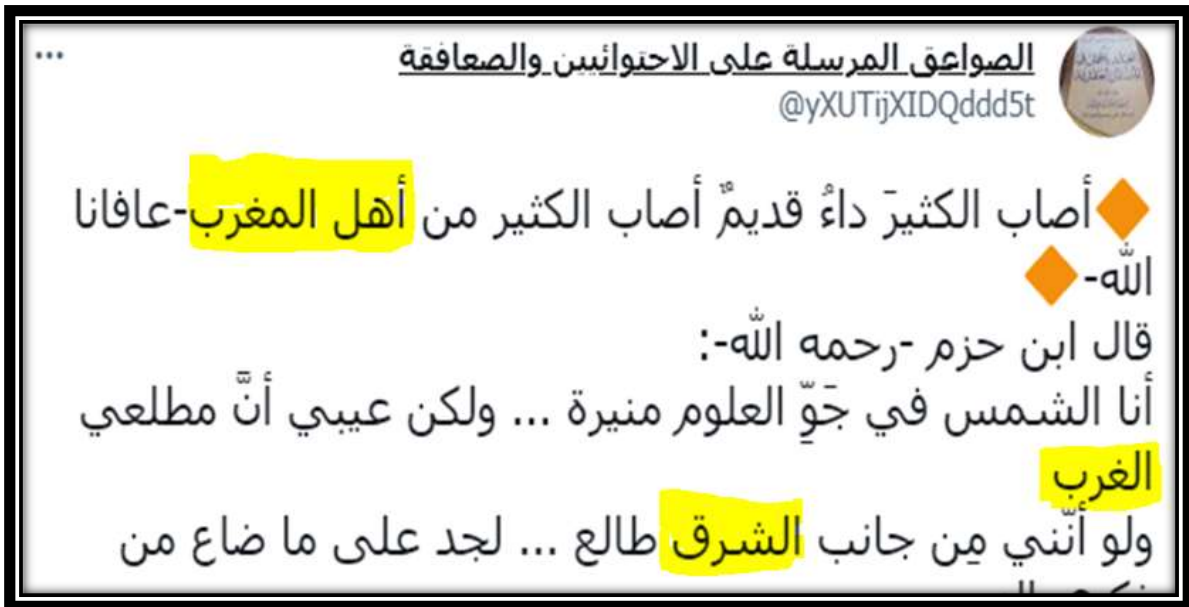 الصواعق المرسلة على الاحتوائيين والصعافقة
@yXUTijXIDQddd5t
أصاب الكثيرَ داءُ قديمٌ أصاب الكثير من أهل المغرب-عافانا
الله-
قال ابن حزم -رحمه الله-:
أنا الشمس في جَوِّ العلوم منيرة ... ولكن عيبي أنَّ مطلعي
الغرب
ولو أنّني مِن جانب الشرق طالع ... لجد على ما ضاع من